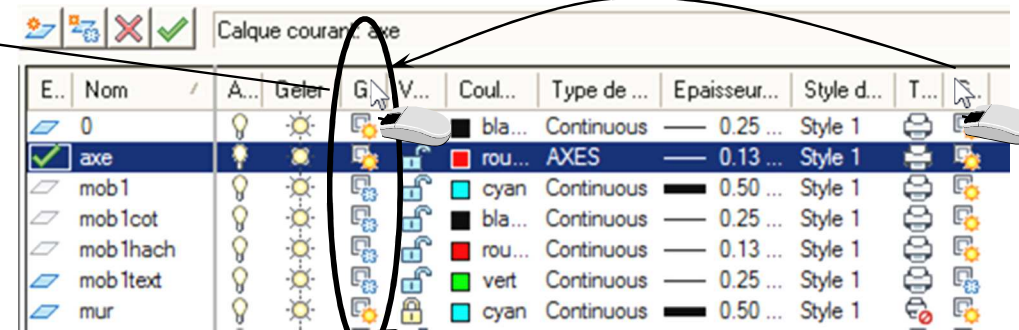 Calque courant: axe
E.. Nom / A... Geler G V... Coul... Type de ... Epaisseur... Style d... T...
0 bla... Continuous 0.25 ... Style 1
axe rou... AXES 0.13 ... Style 1
mob1 cyan Continuous 0.50 ... Style 1
mob1cot bla... Continuous 0.25 ... Style 1
mob1hach rou... Continuous 0.13 ... Style 1
mob1text vert Continuous 0.25 ... Style 1
mur cyan Continuous 0.50 ... Style 1